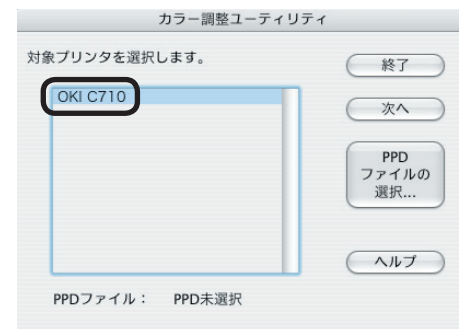 カラー調整ユーティリティ
対象プリンタを選択します。
OKI C710
終了
次へ
PPD
ファイルの
選択...
ヘルプ
PPDファイル： PPD未選択